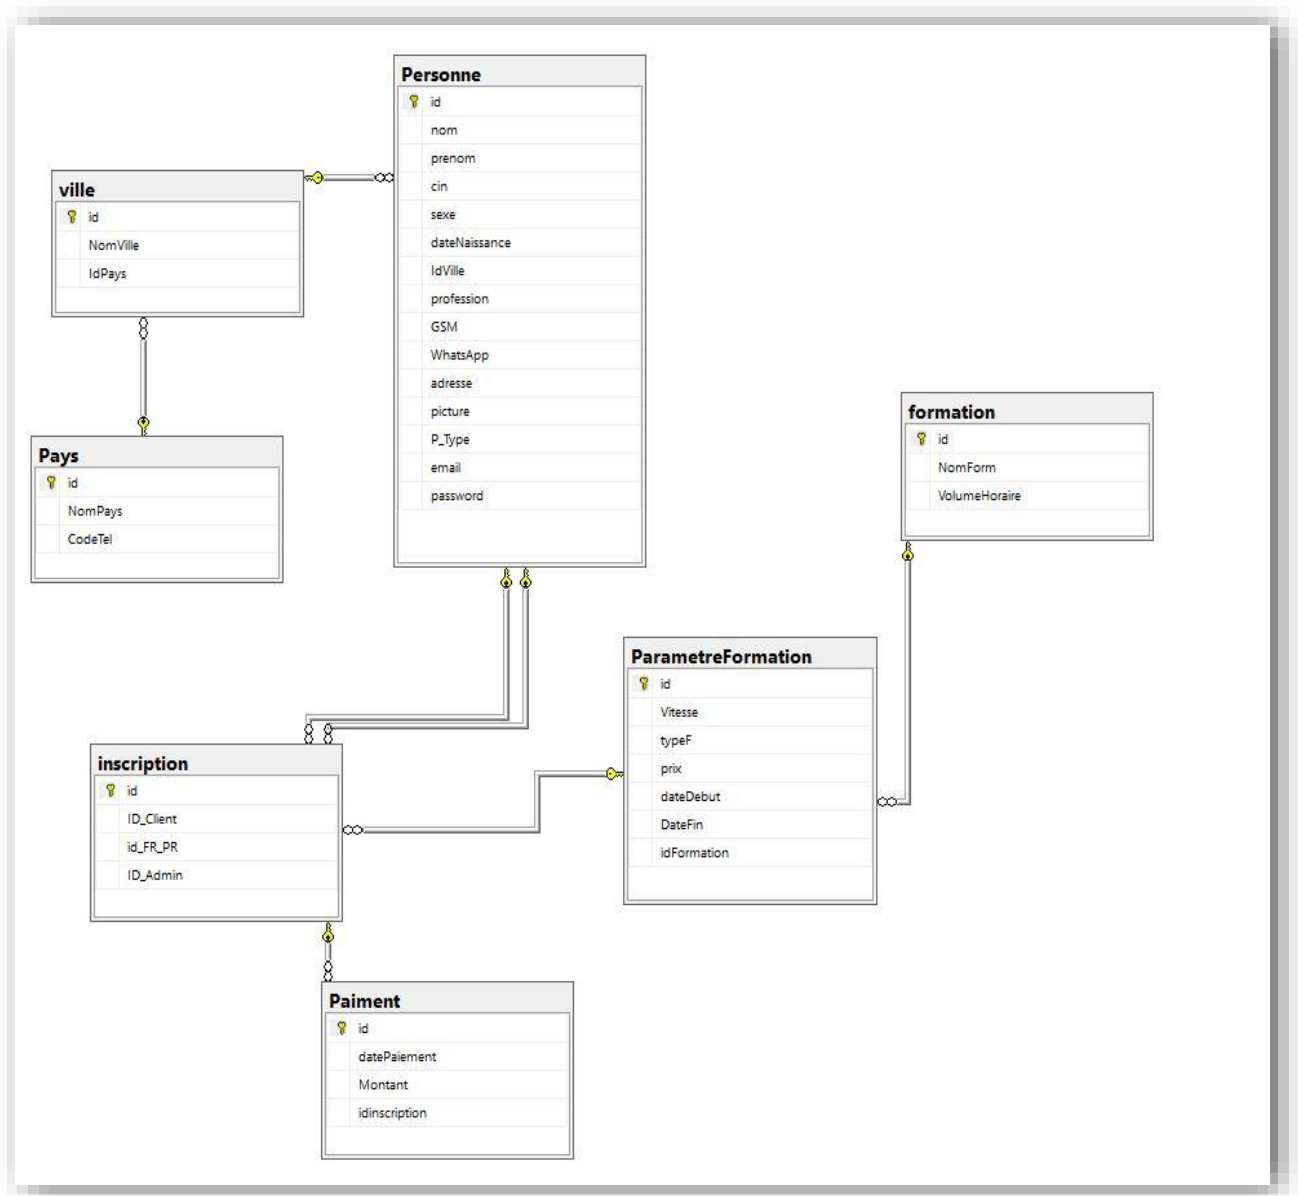 Personne
id
nom
prenom
cin
sexe
dateNaissance
IdVille
profession
GSM
WhatsApp
adresse
picture
P_Type
email
password
ville
id
NomVille
IdPays
Pays
id
NomPays
CodeTel
formation
id
NomForm
VolumeHoraire
ParametreFormation
id
Vitesse
typeF
prix
dateDebut
DateFin
idFormation
inscription
id
ID_Client
id_FR_PR
ID_Admin
Paiment
id
datePaiement
Montant
idinscription